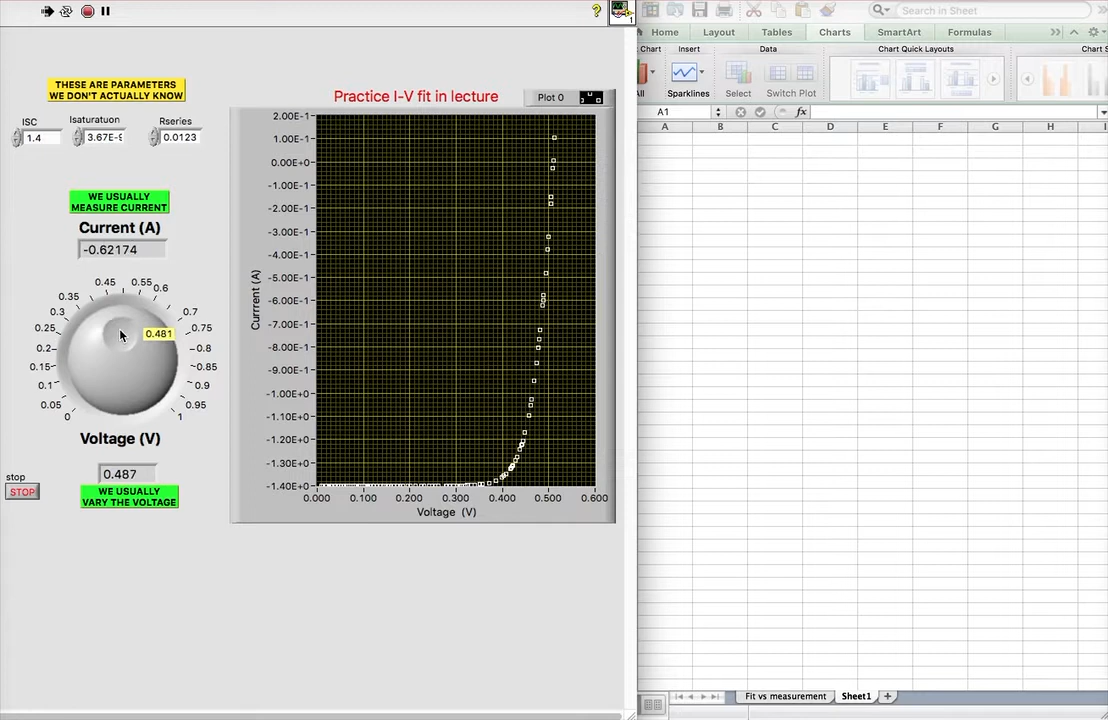 ?
1
THESE ARE PARAMETERS
WE DON'T ACTUALLY KNOW
ISC
Isaturatuon
Rseries
1.4
3.67E-9
0.0123
WE USUALLY
MEASURE CURRENT
Current (A)
-0.62174
0.45 0.55
0.35 0.6
0.3 0.7
0.25 0.75
0.2 0.8
0.15 0.85
0.1 0.9
0.05 0.95
0 1
0.481
Voltage (V)
0.487
WE USUALLY
VARY THE VOLTAGE
stop
STOP
Practice I-V fit in lecture
Plot 0
2.00E-1
1.00E-1
0.00E+0
-1.00E-1
-2.00E-1
-3.00E-1
-4.00E-1
-5.00E-1
-6.00E-1
-7.00E-1
-8.00E-1
-9.00E-1
-1.00E+0
-1.10E+0
-1.20E+0
-1.30E+0
-1.40E+0
Currrent (A)
0.000 0.100 0.200 0.300 0.400 0.500 0.600
Voltage (V)
Search in Sheet
Home Layout Tables Charts SmartArt Formulas
Chart Insert Data Chart Quick Layouts Chart S
All Sparklines Select Switch Plot
A1 fx
A B C D E F G H I
Fit vs measurement Sheet1 +